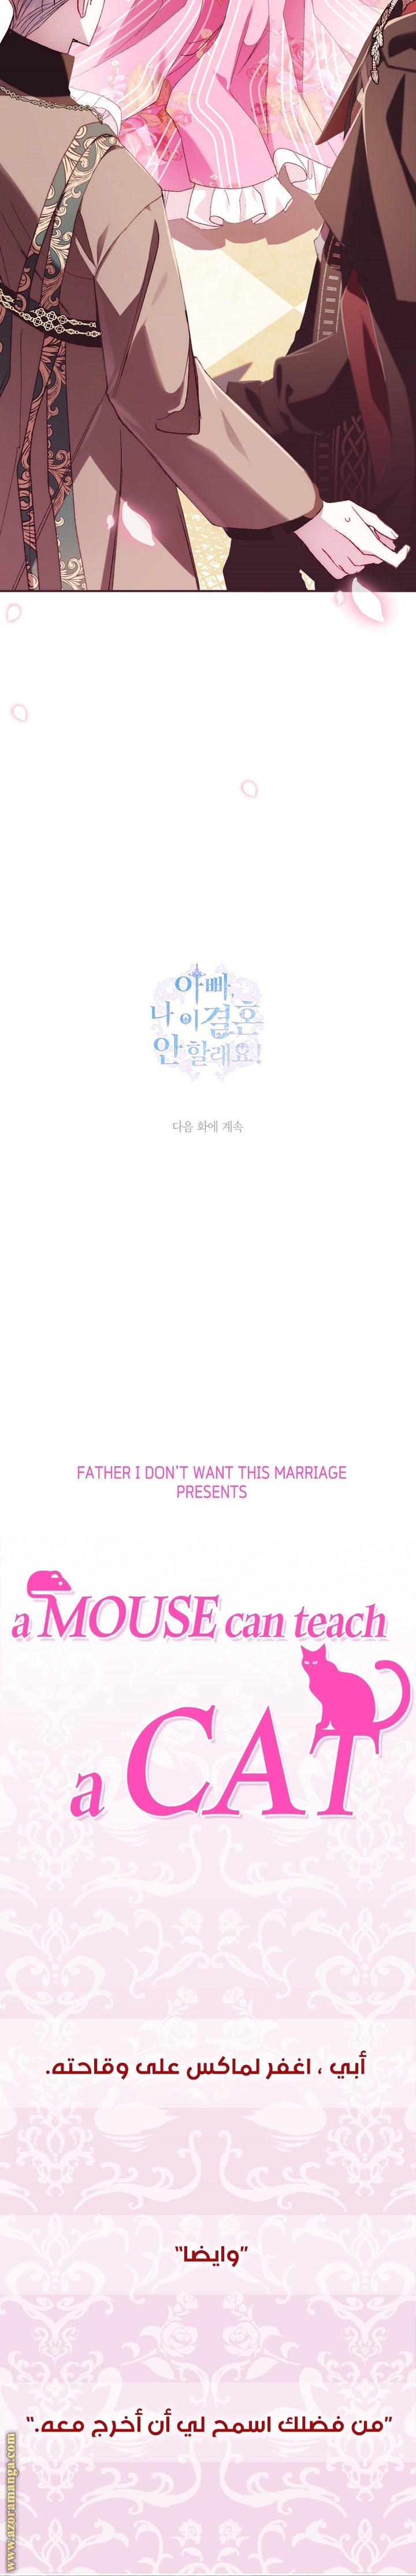 아빠,
나 이 결혼
안 할래요!
다음 화에 계속
FATHER I DON'T WANT THIS MARRIAGE
PRESENTS
a MOUSE can teach
a CAT
أبي ، اغفر لماكس على وقاحته.
"وايضا"
"من فضلك اسمح لي أن أخرج معه."
www.azoramanga.com